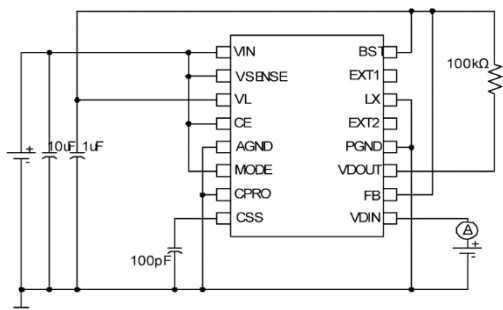 VIN BST
VSENSE EXT1
100kΩ
VL LX
CE EXT2
10uF 1uF
AGND PGND
MODE VDOUT
CPRO FB
CSS VDIN
A
100pF
+
-
+
-